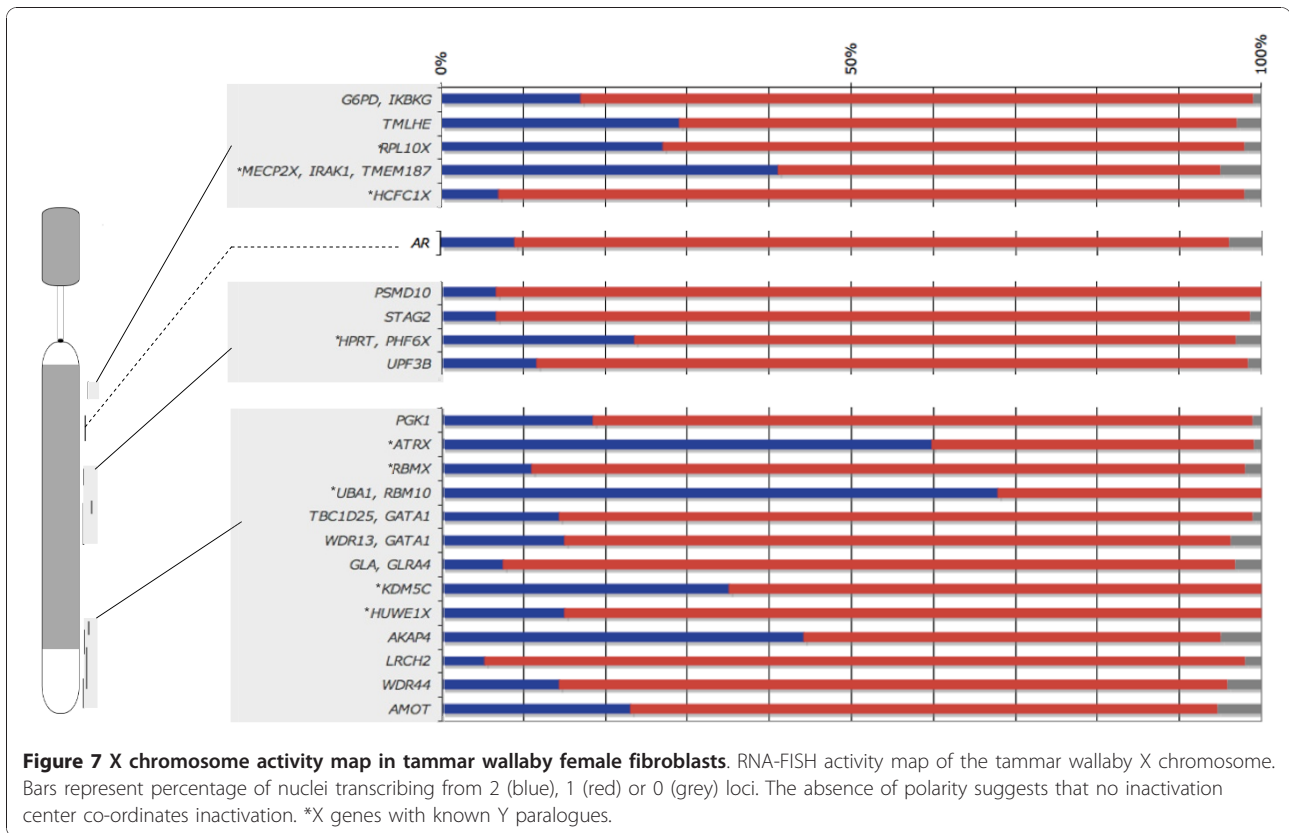 0%
50%
100%
G6PD, IKBKG
TMLHE
*RPL10X
*MECP2X, IRAK1, TMEM187
*HCFC1X
AR
PSMD10
STAG2
*HPRT, PHF6X
UPF3B
PGK1
*ATRX
*RBMX
*UBA1, RBM10
TBC1D25, GATA1
WDR13, GATA1
GLA, GLRA4
*KDM5C
*HUWE1X
AKAP4
LRCH2
WDR44
AMOT
Figure 7 X chromosome activity map in tammar wallaby female fibroblasts. RNA-FISH activity map of the tammar wallaby X chromosome.
Bars represent percentage of nuclei transcribing from 2 (blue), 1 (red) or 0 (grey) loci. The absence of polarity suggests that no inactivation
center co-ordinates inactivation. *X genes with known Y paralogues.